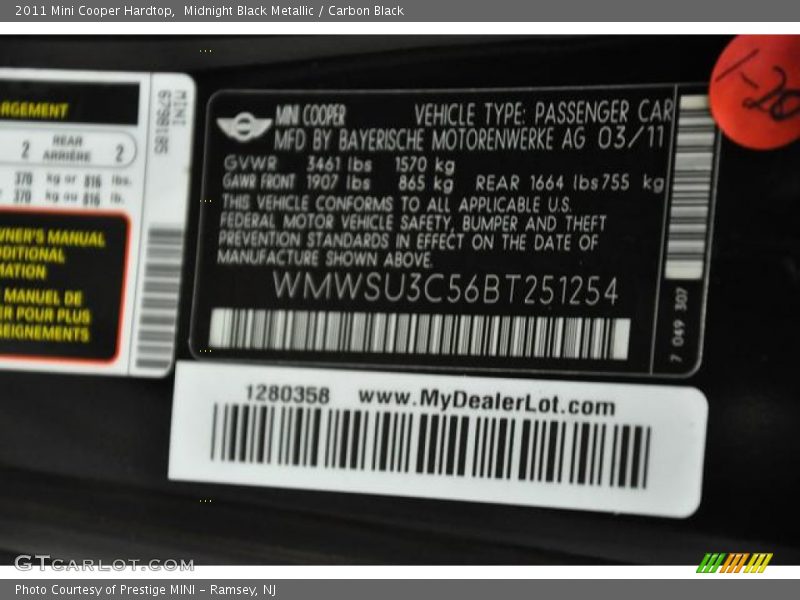 2011 Mini Cooper Hardtop,  Midnight Black Metallic / Carbon Black
ARGEMENT
2 REAR ARRIÈRE 2
370 kg or 816 lbs.
370 kg ou 816 lb.
OWNER'S MANUAL
DDITIONAL
MATION
MANUEL DE
ER POUR PLUS
SEIGNEMENTS
MINI
6798185
MINI COOPER VEHICLE TYPE: PASSENGER CAR
MFD BY BAYERISCHE MOTORENWERKE AG 03/11
GVWR 3461 lbs 1570 kg
GAWR FRONT 1907 lbs 865 kg REAR 1664 lbs 755 kg
THIS VEHICLE CONFORMS TO ALL APPLICABLE U.S.
FEDERAL MOTOR VEHICLE SAFETY, BUMPER AND THEFT
PREVENTION STANDARDS IN EFFECT ON THE DATE OF
MANUFACTURE SHOWN ABOVE.
WMWSU3C56BT251254
7 049 307
1-20
1280358 www.MyDealerLot.com
GTCARLOT.COM
Photo Courtesy of Prestige MINI - Ramsey, NJ